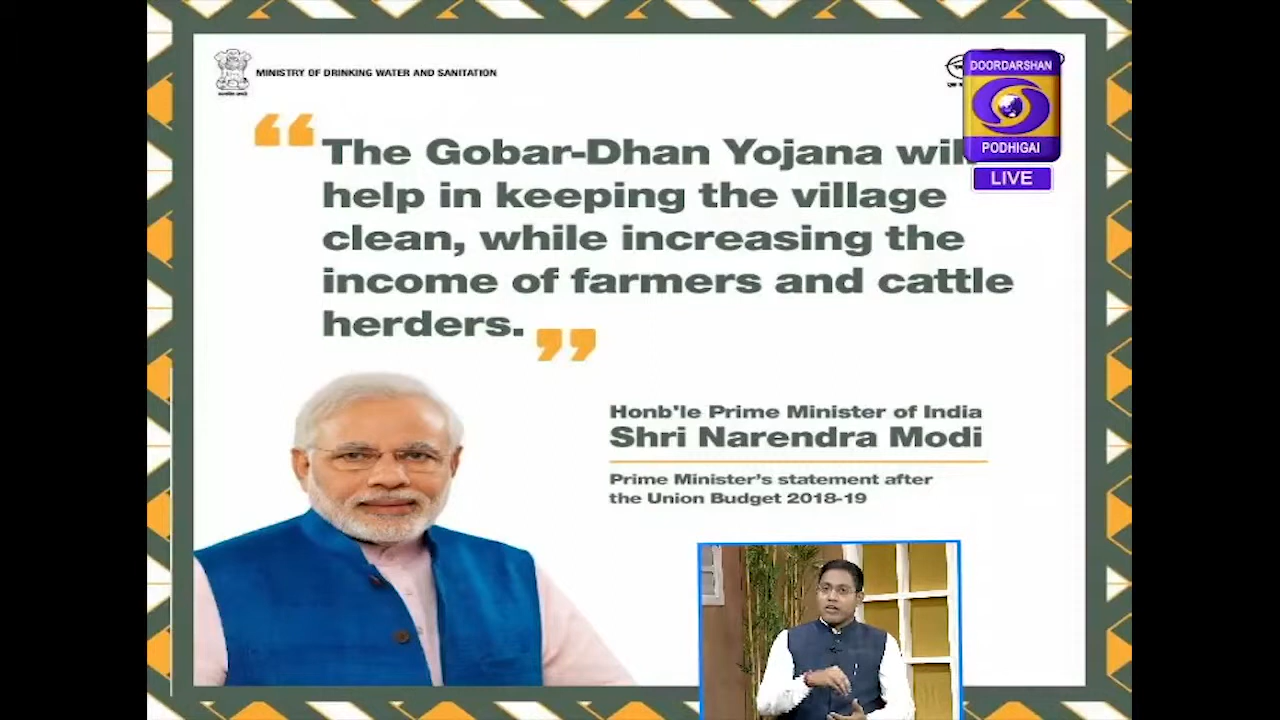 MINISTRY OF DRINKING WATER AND SANITATION
DOORDARSHAN
PODHIGAI
LIVE
“The Gobar-Dhan Yojana will
help in keeping the village
clean, while increasing the
income of farmers and cattle
herders.”
Honb'le Prime Minister of India
Shri Narendra Modi
Prime Minister's statement after
the Union Budget 2018-19